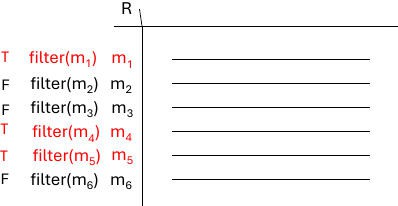 R
T filter(m₁) m₁
F filter(m₂) m₂
F filter(m₃) m₃
T filter(m₄) m₄
T filter(m₅) m₅
F filter(m₆) m₆